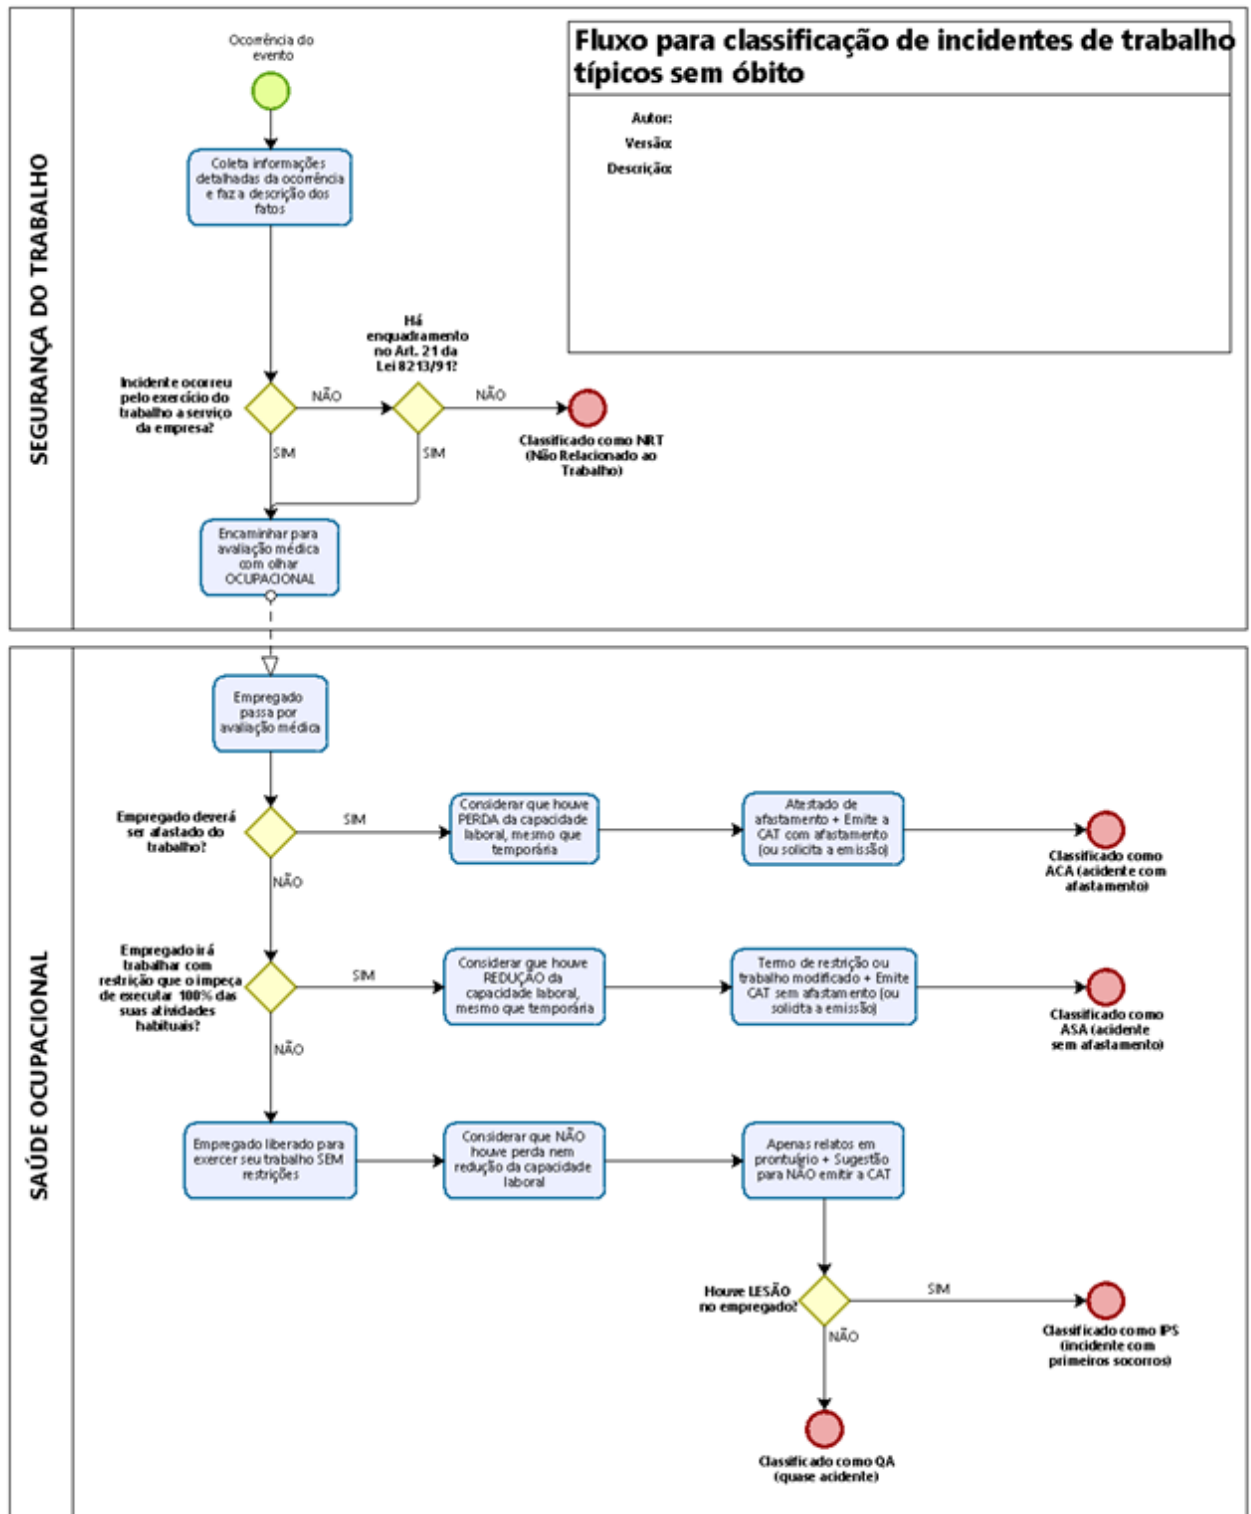 Fluxo para classificação de incidentes de trabalho
típicos sem óbito
Autor:
Versão:
Descrição:
SEGURANÇA DO TRABALHO
Ocorrência do
evento
Coleta informações
detalhadas da ocorrência
e faz a descrição dos
fatos
Incidente ocorreu
pelo exercício do
trabalho a serviço
da empresa?
NÃO
SIM
Há
enquadramento
no Art. 21 da
Lei 8213/91?
NÃO
SIM
Classificado como NRT
(Não Relacionado ao
Trabalho)
Encaminhar para
avaliação médica
com olhar
OCUPACIONAL
SAÚDE OCUPACIONAL
Empregado
passa por
avaliação médica
Empregado deverá
ser afastado do
trabalho?
SIM
NÃO
Considerar que houve
PERDA da capacidade
laboral, mesmo que
temporária
Atestado de
afastamento + Emite a
CAT com afastamento
(ou solicita a emissão)
Classificado como
ACA (acidente com
afastamento)
Empregado irá
trabalhar com
restrição que o impeça
de executar 100% das
suas atividades
habituais?
SIM
NÃO
Considerar que houve
REDUÇÃO da
capacidade laboral,
mesmo que temporária
Termo de restrição ou
trabalho modificado + Emite
CAT sem afastamento (ou
solicita a emissão)
Classificado como
ASA (acidente
sem afastamento)
Empregado liberado para
exercer seu trabalho SEM
restrições
Considerar que NÃO
houve perda nem
redução da capacidade
laboral
Apenas relatos em
prontuário + Sugestão
para NÃO emitir a CAT
Houve LESÃO
no empregado?
SIM
NÃO
Classificado como IPS
(incidente com
primeiros socorros)
Classificado como QA
(quase acidente)